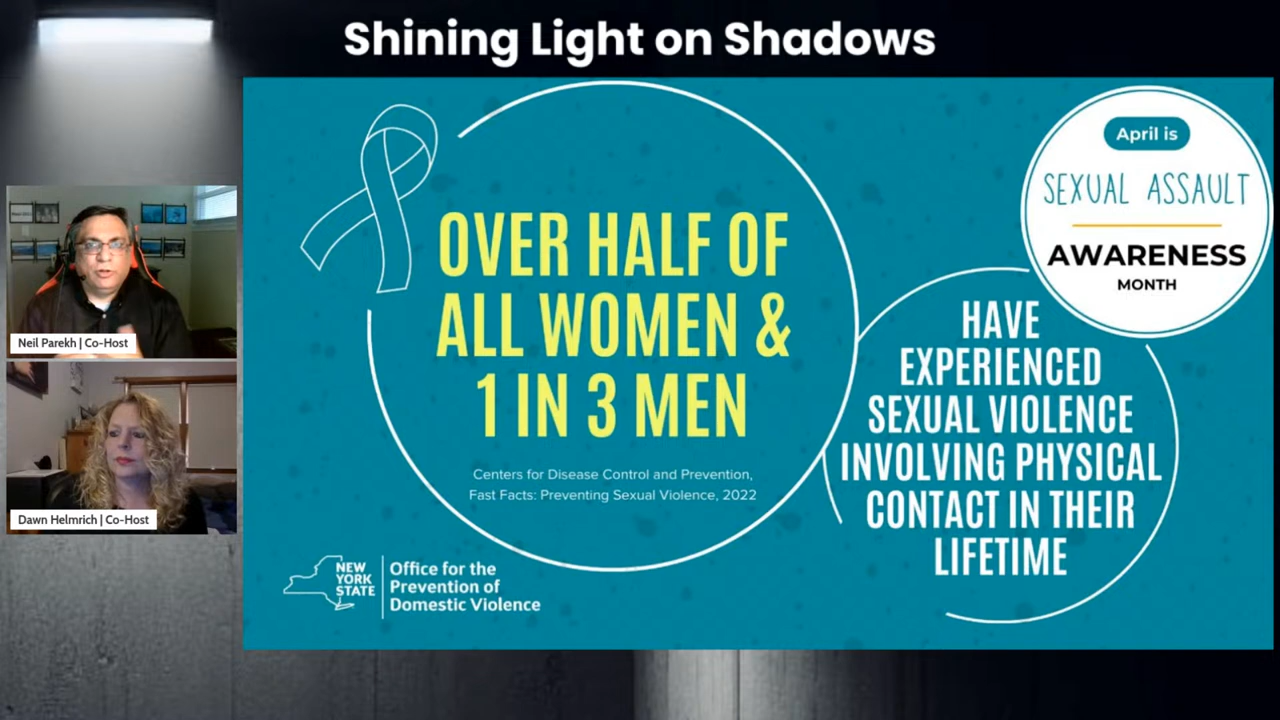 Shining Light on Shadows
Neil Parekh | Co-Host
Dawn Helmrich | Co-Host
OVER HALF OF
ALL WOMEN &
1 IN 3 MEN
Centers for Disease Control and Prevention,
Fast Facts: Preventing Sexual Violence, 2022
April is
SEXUAL ASSAULT
AWARENESS
MONTH
HAVE
EXPERIENCED
SEXUAL VIOLENCE
INVOLVING PHYSICAL
CONTACT IN THEIR
LIFETIME
NEW
YORK
STATE
Office for the
Prevention of
Domestic Violence